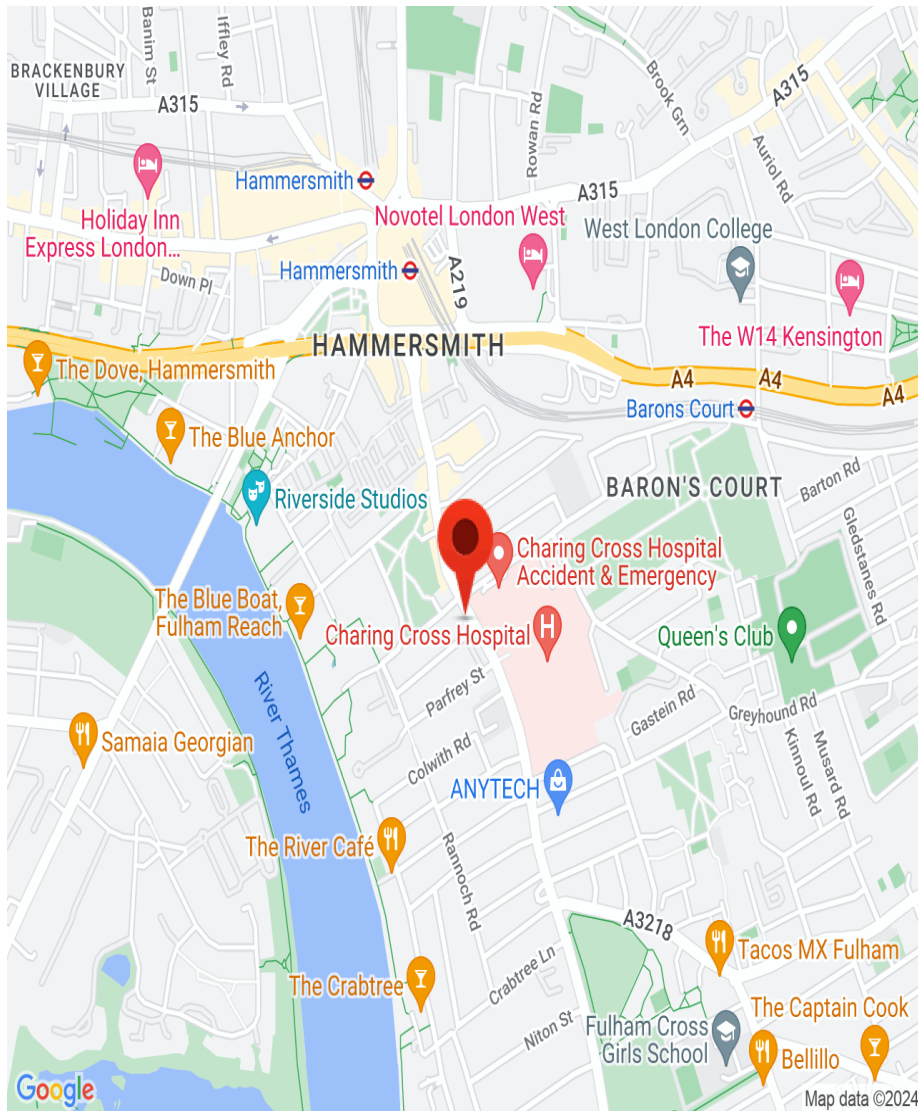 Banim St
Iffley Rd
BRACKENBURY
VILLAGE
A315
Brook Grn
A315
Rowan Rd
Auriol Rd
Hammersmith
A315
Holiday Inn
Express London...
Novotel London West
West London College
Down Pl
Hammersmith
A219
The W14 Kensington
HAMMERSMITH
The Dove, Hammersmith
A4
A4
A4
Barons Court
The Blue Anchor
Barton Rd
BARON'S COURT
Riverside Studios
Gledstanes Rd
Charing Cross Hospital
Accident & Emergency
The Blue Boat,
Fulham Reach
Charing Cross Hospital
Queen's Club
River Thames
Parfrey St
Gastein Rd
Greyhound Rd
Samaia Georgian
Colwith Rd
Kinnoul Rd
Musard Rd
ANYTECH
The River Café
Rannoch Rd
A3218
Tacos MX Fulham
Crabtree Ln
The Crabtree
The Captain Cook
Niton St
Fulham Cross
Girls School
Bellillo
Google
Map data ©2024